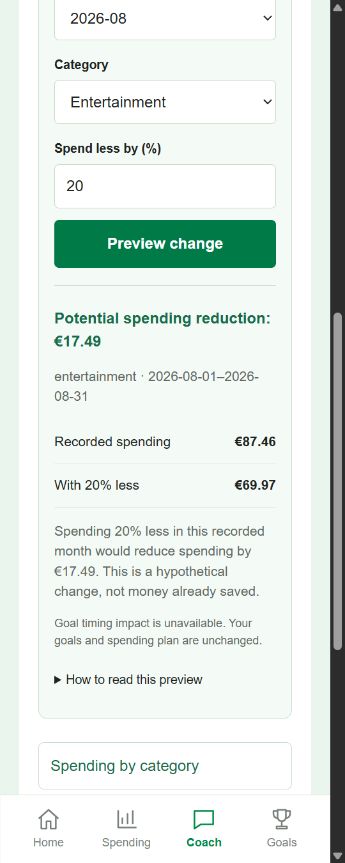 2026-08
Category
Entertainment
Spend less by (%)
20
Preview change
Potential spending reduction:
€17.49
entertainment · 2026-08-01–2026-
08-31
Recorded spending €87.46
With 20% less €69.97
Spending 20% less in this recorded
month would reduce spending by
€17.49. This is a hypothetical
change, not money already saved.
Goal timing impact is unavailable. Your
goals and spending plan are unchanged.
How to read this preview
Spending by category
Home Spending Coach Goals